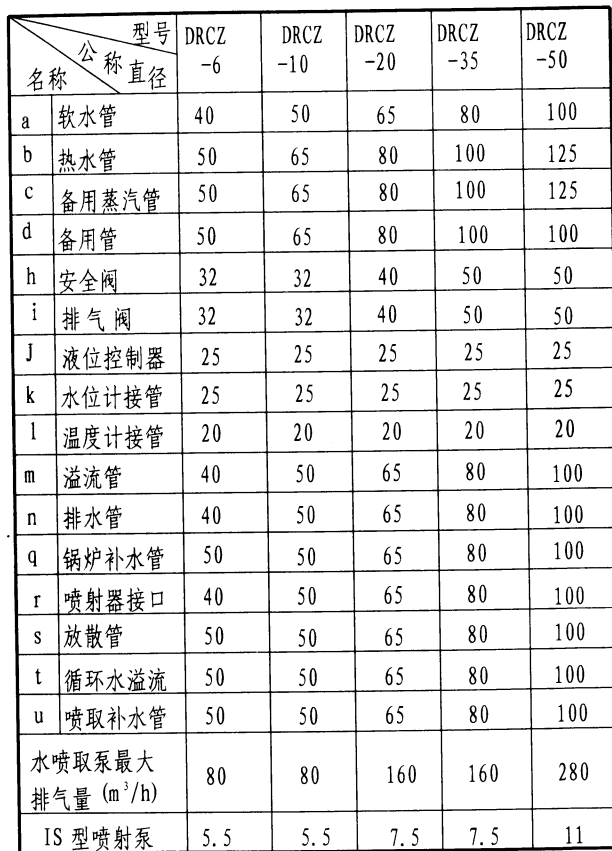 型号 DRCZ DRCZ DRCZ DRCZ DRCZ
公称直径 -6 -10 -20 -35 -50
名称
a 软水管 40 50 65 80 100
b 热水管 50 65 80 100 125
c 备用蒸汽管 50 65 80 100 125
d 备用管 50 65 80 100 100
h 安全阀 32 32 40 50 50
i 排气阀 32 32 40 50 50
J 液位控制器 25 25 25 25 25
k 水位计接管 25 25 25 25 25
l 温度计接管 20 20 20 20 20
m 溢流管 40 50 65 80 100
n 排水管 40 50 65 80 100
q 锅炉补水管 50 50 65 80 100
r 喷射器接口 40 50 65 80 100
s 放散管 50 50 65 80 100
t 循环水溢流 50 50 65 80 100
u 喷取补水管 50 50 65 80 100
水喷取泵最大
排气量 (m³/h) 80 80 160 160 280
IS 型喷射泵 5.5 5.5 7.5 7.5 11